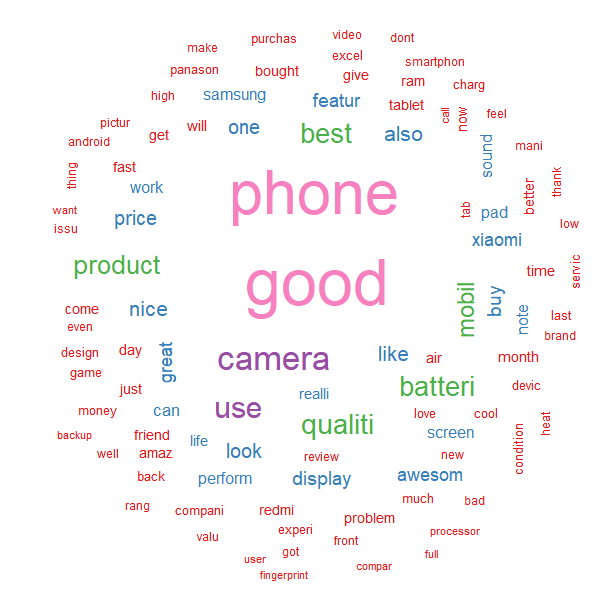 video
dont
purchas
make
excel
smartphon
panason
bought
give
ram
charg
high
samsung
featur
tablet
call
now
feel
pictur
will
one
best
also
get
android
sound
mani
thing
fast
work
phone
better
thank
want
price
tab
pad
low
issu
xiaomi
product
good
time
servic
come
nice
mobil
buy
note
last
even
brand
design
day
great
camera
like
air
month
game
just
realli
batteri
devic
money
can
use
qualiti
love
cool
heat
backup
friend
life
look
screen
condition
well
amaz
review
new
back
perform
display
awesom
rang
compani
redmi
problem
much
bad
valu
experi
front
processor
user
got
full
fingerprint
compar